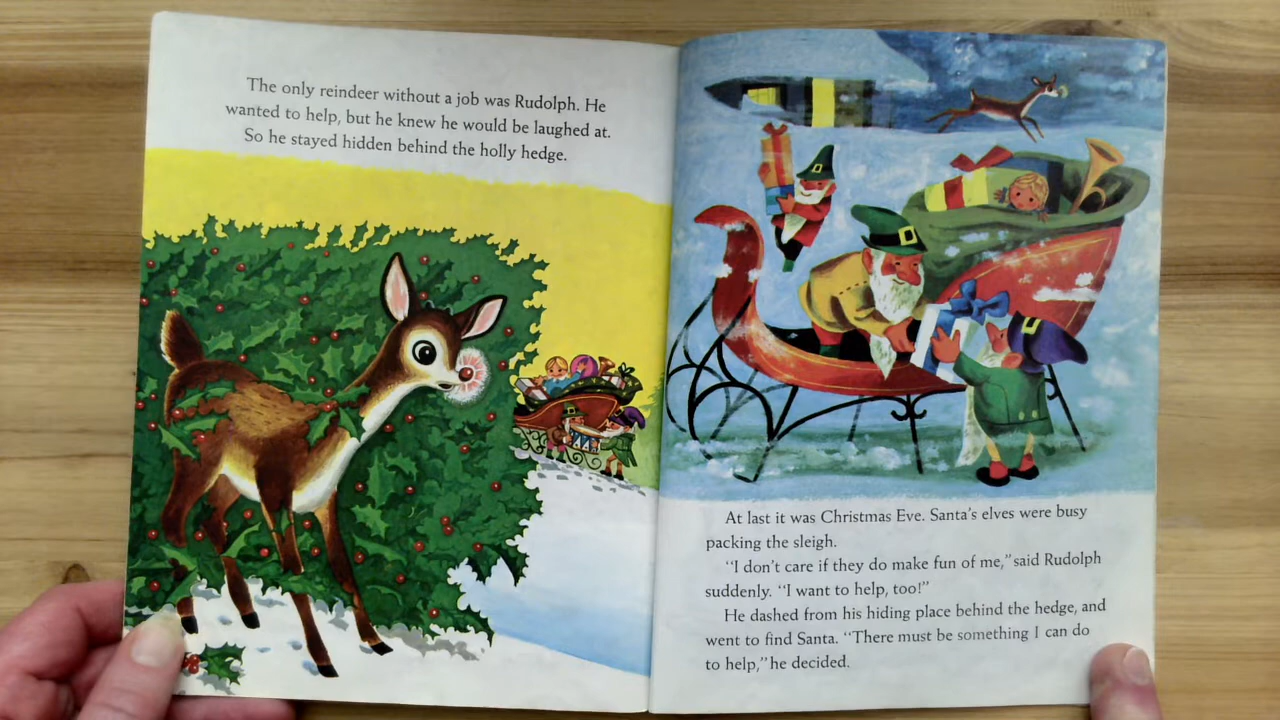 The only reindeer without a job was Rudolph. He
wanted to help, but he knew he would be laughed at.
So he stayed hidden behind the holly hedge.
At last it was Christmas Eve. Santa's elves were busy
packing the sleigh.
"I don't care if they do make fun of me," said Rudolph
suddenly. "I want to help, too!"
He dashed from his hiding place behind the hedge, and
went to find Santa. "There must be something I can do
to help," he decided.